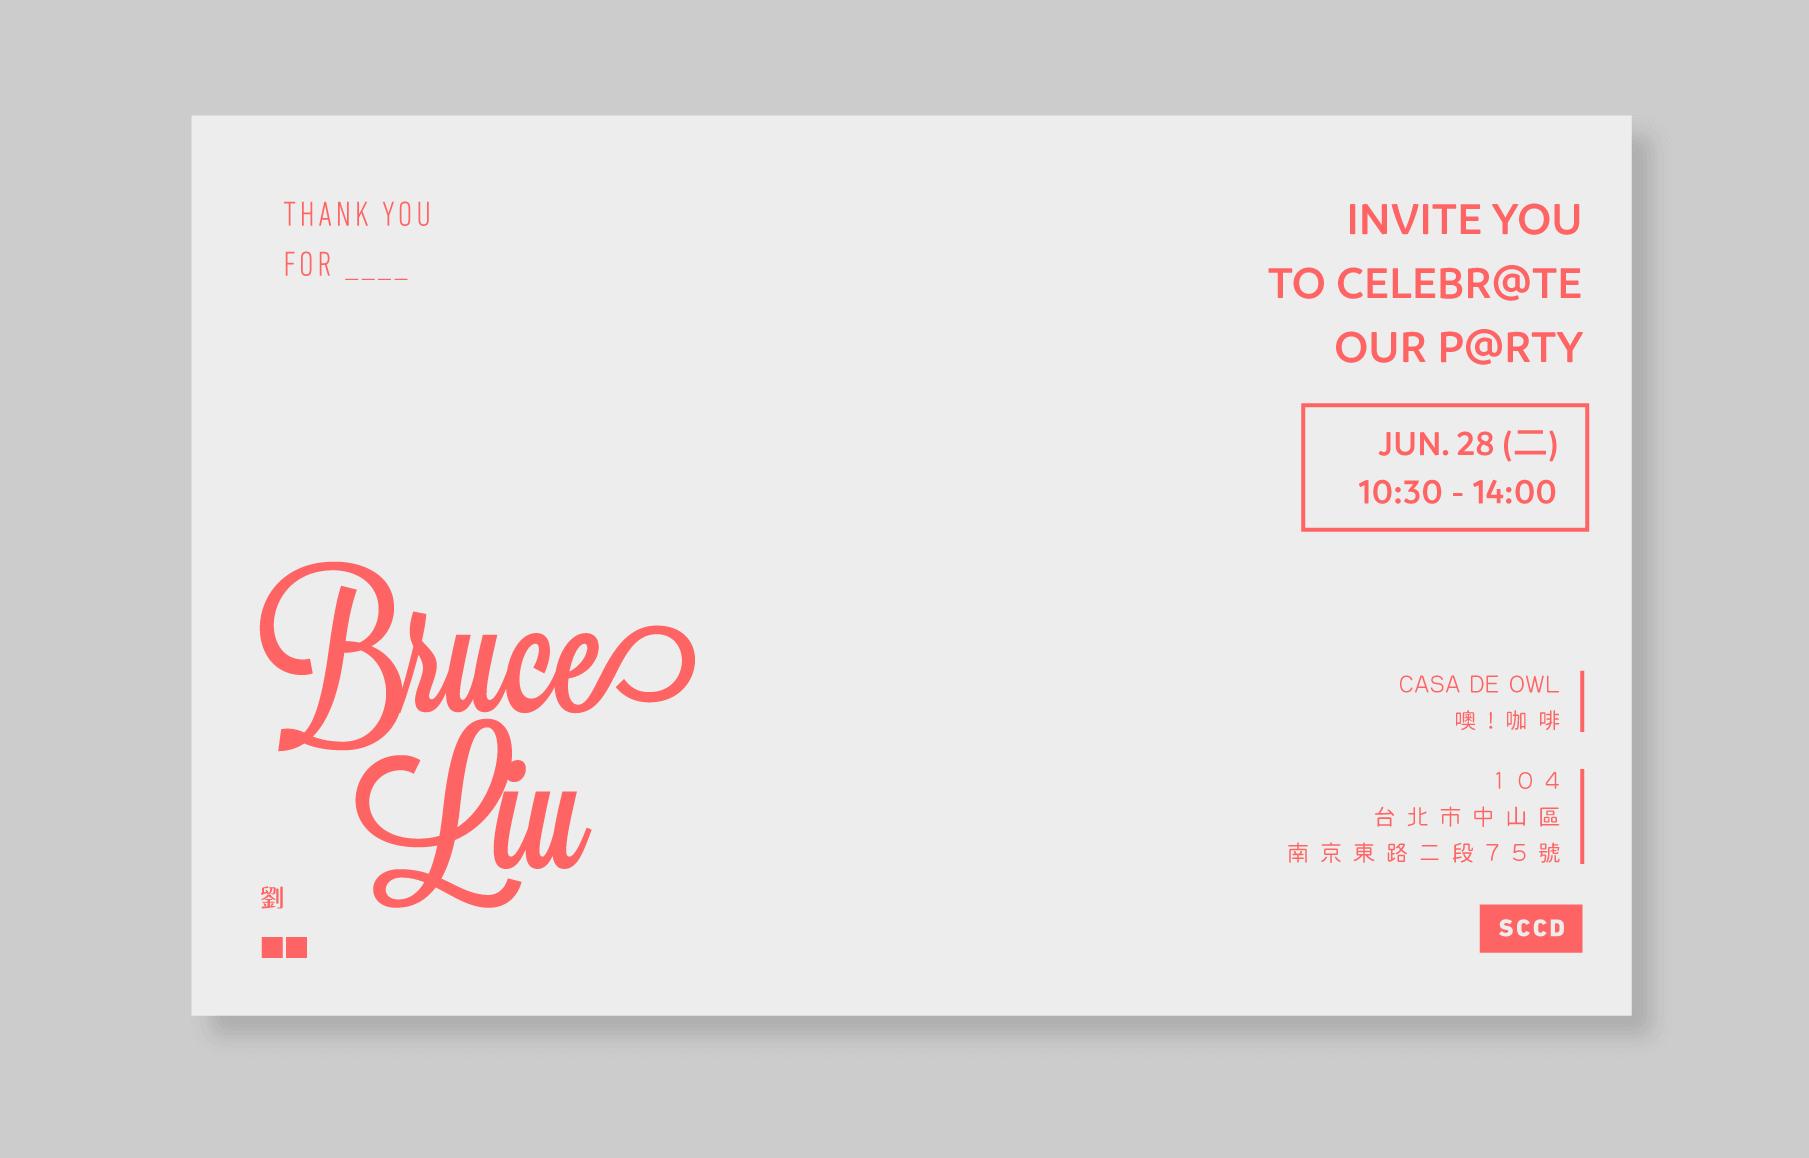 THANK YOU
FOR ____
INVITE YOU
TO CELEBR@TE
OUR P@RTY
JUN. 28 (二)
10:30 - 14:00
Bruce
Liu
劉
CASA DE OWL
噢！咖啡
104
台北市中山區
南京東路二段75號
SCCD